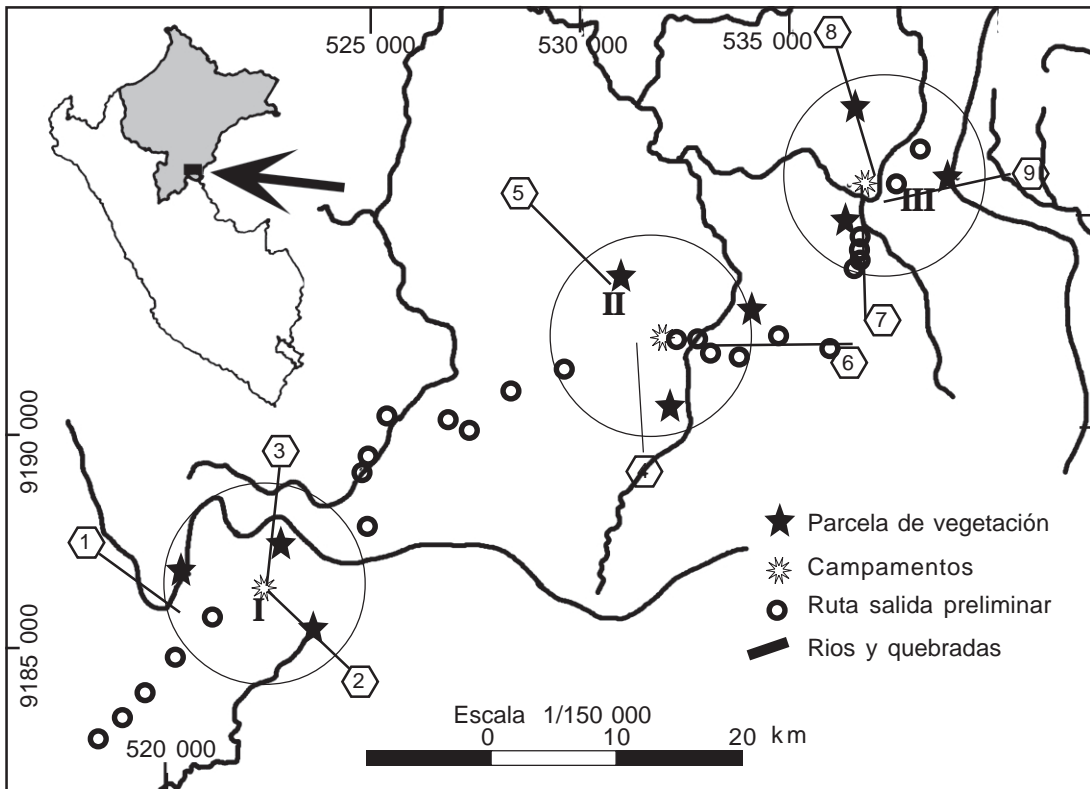 525 000
530 000
535 000
8
5
9
III
II
7
6
9190 000
3
4
1
I
2
9185 000
520 000
Parcela de vegetación
Campamentos
Ruta salida preliminar
Rios y quebradas
Escala 1/150 000
0 10 20 km